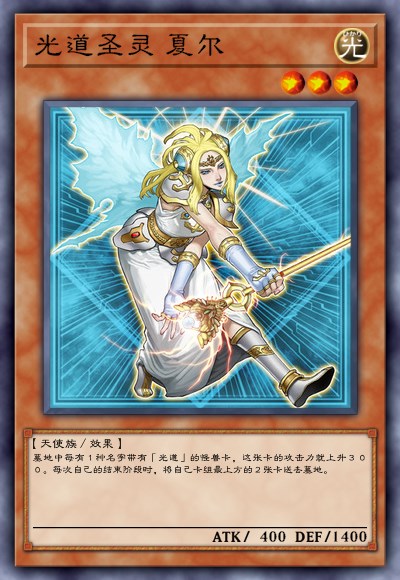 光道圣灵 夏尔
ひかり
光
【天使族／效果】
墓地中每有１种名字带有「光道」的怪兽卡，这张卡的攻击力就上升３０
０。每次自己的结束阶段时，将自己卡组最上方的２张卡送去墓地。
ATK/ 400 DEF/1400